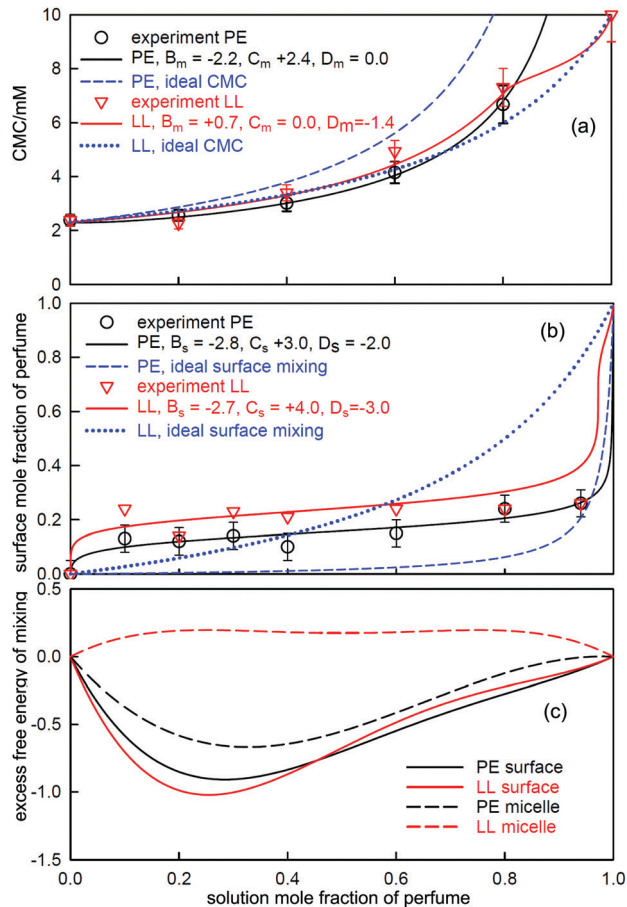 10
8
6
4
2
0
CMC/mM
experiment PE
PE, Bm = -2.2, Cm +2.4, Dm = 0.0
PE, ideal CMC
experiment LL
LL, Bm = +0.7, Cm = 0.0, Dm=-1.4
LL, ideal CMC
(a)
1.0
0.8
0.6
0.4
0.2
0.0
surface mole fraction of perfume
experiment PE
PE, Bs = -2.8, Cs +3.0, Ds = -2.0
PE, ideal surface mixing
experiment LL
LL, Bs = -2.7, Cs = +4.0, Ds=-3.0
LL, ideal surface mixing
(b)
0.5
0.0
-0.5
-1.0
-1.5
excess free energy of mixing
(c)
PE surface
LL surface
PE micelle
LL micelle
0.0 0.2 0.4 0.6 0.8 1.0
solution mole fraction of perfume